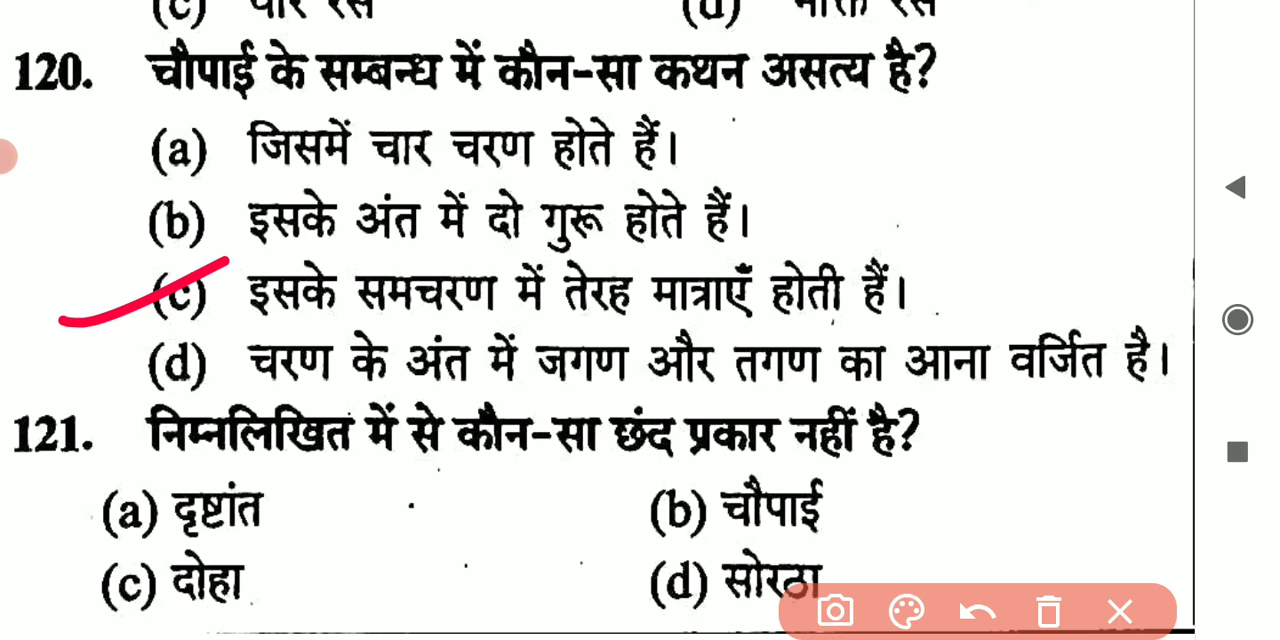 120. चौपाई के सम्बन्ध में कौन-सा कथन असत्य है?
(a) जिसमें चार चरण होते हैं।
(b) इसके अंत में दो गुरू होते हैं।
(c) इसके समचरण में तेरह मात्राएँ होती हैं।
(d) चरण के अंत में जगण और तगण का आना वर्जित है।
121. निम्नलिखित में से कौन-सा छंद प्रकार नहीं है?
(a) दृष्टांत (b) चौपाई
(c) दोहा (d) सोरठा